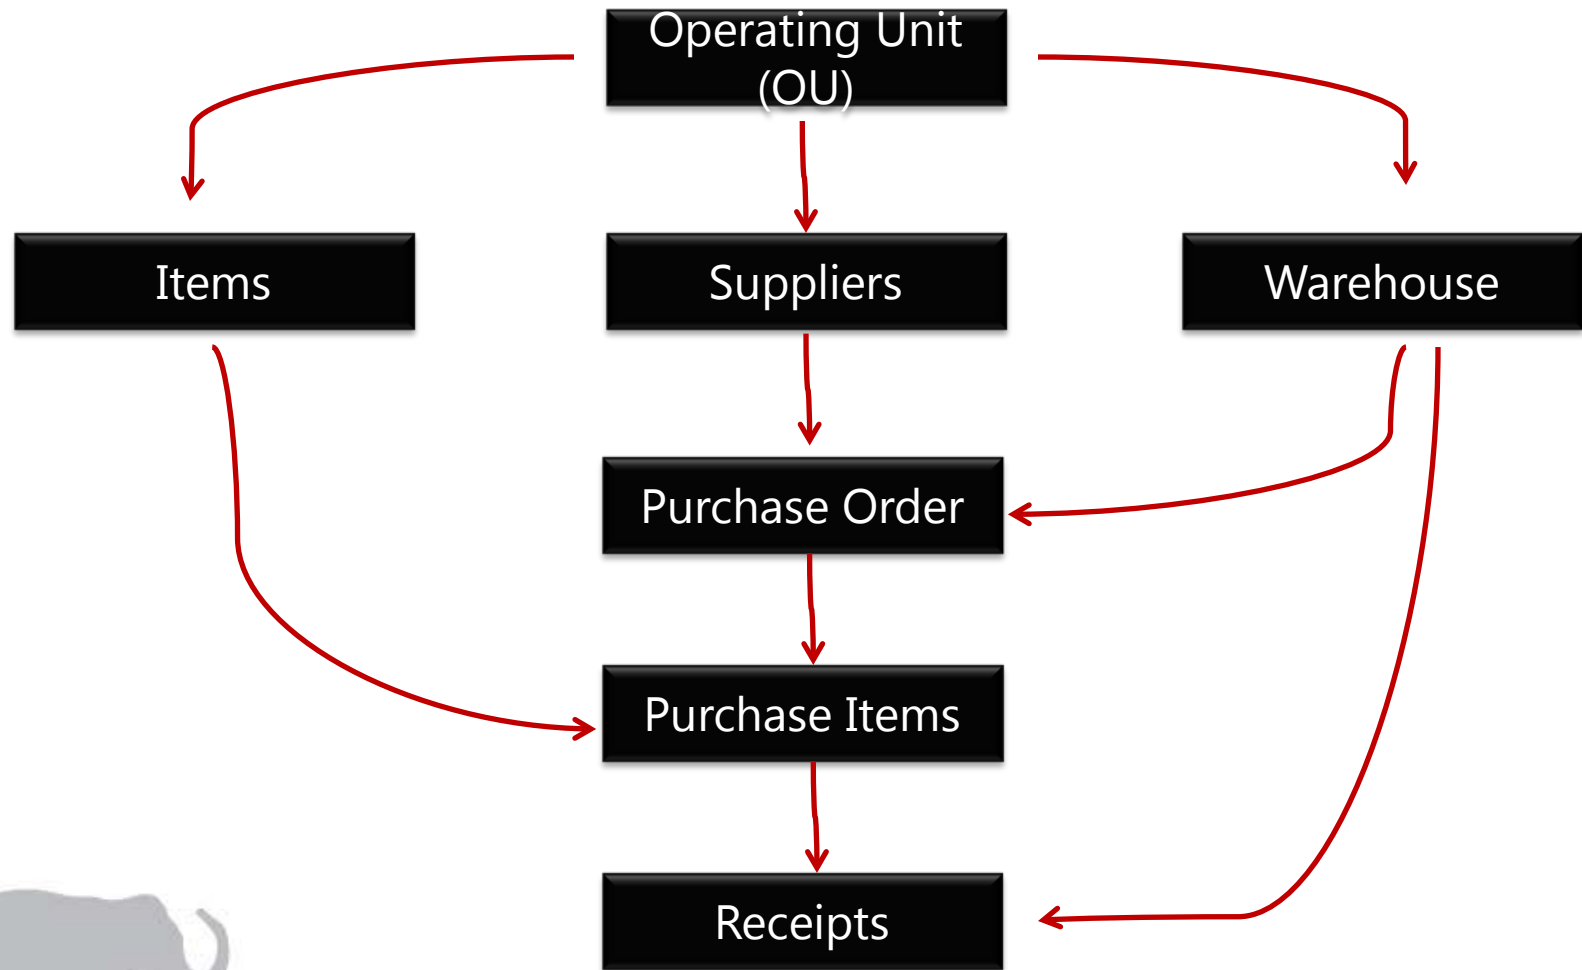 Operating Unit
(OU)
Items
Suppliers
Warehouse
Purchase Order
Purchase Items
Receipts